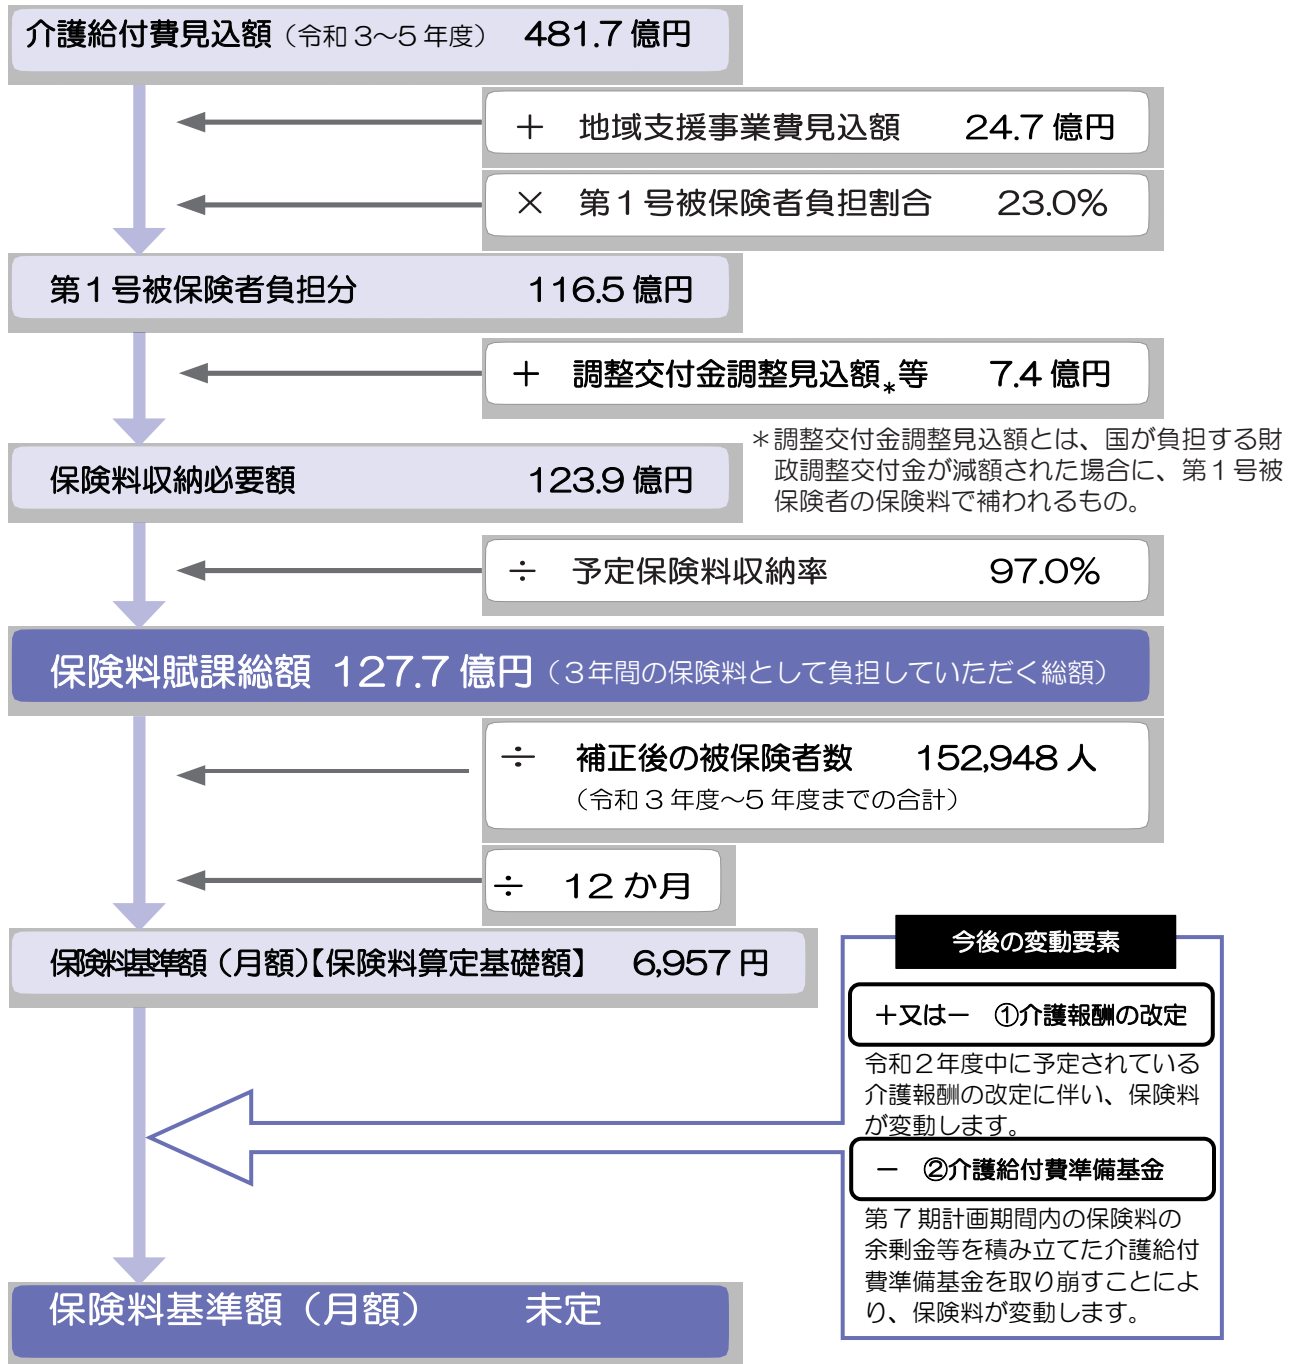 介護給付費見込額（令和３～５年度） 481.7億円
＋ 地域支援事業費見込額 24.7億円
× 第１号被保険者負担割合 23.0％
第１号被保険者負担分 116.5億円
＋ 調整交付金調整見込額*等 7.4億円
＊調整交付金調整見込額とは、国が負担する財
政調整交付金が減額された場合に、第１号被
保険者の保険料で補われるもの。
保険料収納必要額 123.9億円
÷ 予定保険料収納率 97.0％
保険料賦課総額 127.7億円（３年間の保険料として負担していただく総額）
÷ 補正後の被保険者数 152,948人
（令和３年度～５年度までの合計）
÷ 12か月
保険料基準額（月額）【保険料算定基礎額】 6,957円
今後の変動要素
＋又は－ ①介護報酬の改定
令和２年度中に予定されている
介護報酬の改定に伴い、保険料
が変動します。
－ ②介護給付費準備基金
第７期計画期間内の保険料の
余剰金等を積み立てた介護給付
費準備基金を取り崩すことによ
り、保険料が変動します。
保険料基準額（月額） 未定